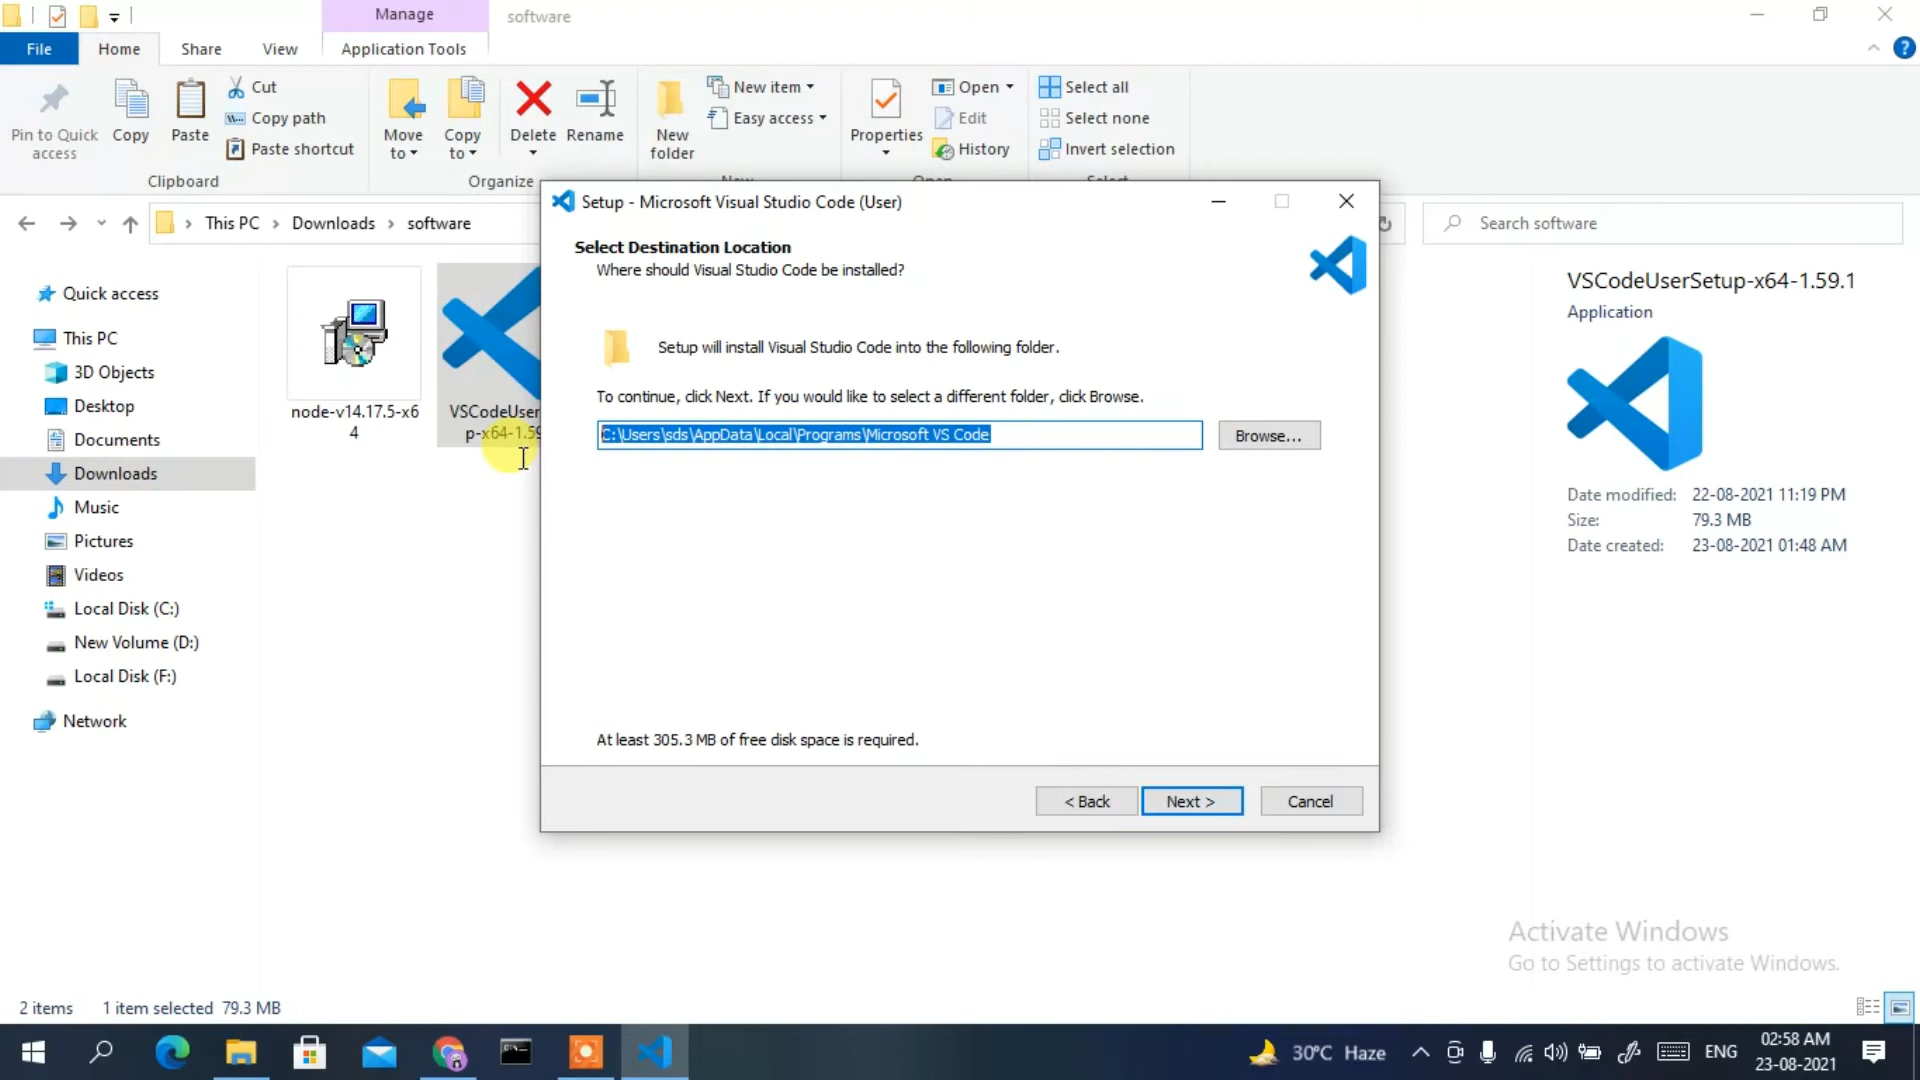 Manage
software
File
Home
Share
View
Application Tools
Pin to Quick
access
Copy
Paste
Cut
Copy path
Paste shortcut
Clipboard
Move
to
Copy
to
Delete
Rename
Organize
New
folder
New item
Easy access
Properties
Open
Edit
History
Select all
Select none
Invert selection
This PC > Downloads > software
Search software
Quick access
This PC
3D Objects
Desktop
Documents
Downloads
Music
Pictures
Videos
Local Disk (C:)
New Volume (D:)
Local Disk (F:)
Network
node-v14.17.5-x6
4
VSCodeUser
p-x64-1.59
Setup - Microsoft Visual Studio Code (User)
Select Destination Location
Where should Visual Studio Code be installed?
Setup will install Visual Studio Code into the following folder.
To continue, click Next. If you would like to select a different folder, click Browse.
C:\Users\sds\AppData\Local\Programs\Microsoft VS Code
Browse...
At least 305.3 MB of free disk space is required.
< Back
Next >
Cancel
VSCodeUserSetup-x64-1.59.1
Application
Date modified: 22-08-2021 11:19 PM
Size: 79.3 MB
Date created: 23-08-2021 01:48 AM
Activate Windows
Go to Settings to activate Windows.
2 items 1 item selected 79.3 MB
30°C Haze
ENG
02:58 AM
23-08-2021